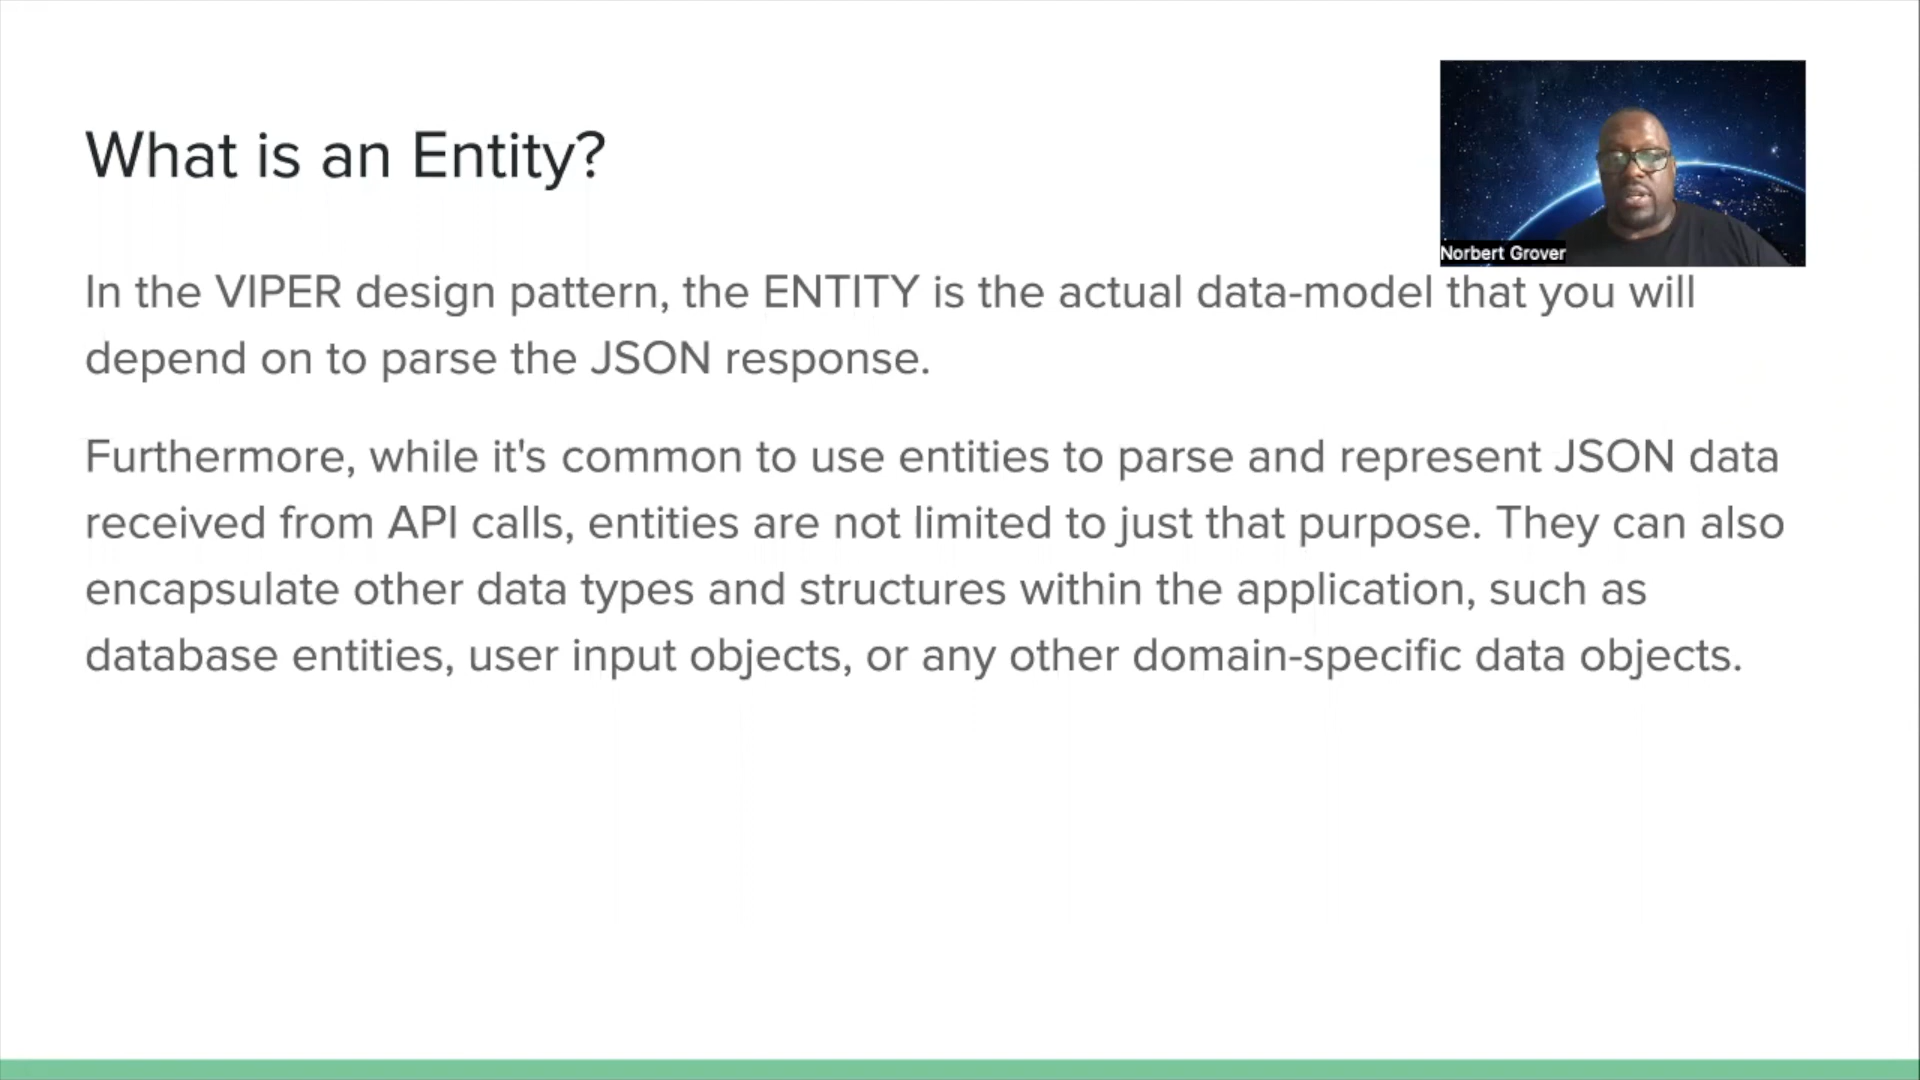 What is an Entity?
Norbert Grover
In the VIPER design pattern, the ENTITY is the actual data-model that you will
depend on to parse the JSON response.
Furthermore, while it's common to use entities to parse and represent JSON data
received from API calls, entities are not limited to just that purpose. They can also
encapsulate other data types and structures within the application, such as
database entities, user input objects, or any other domain-specific data objects.